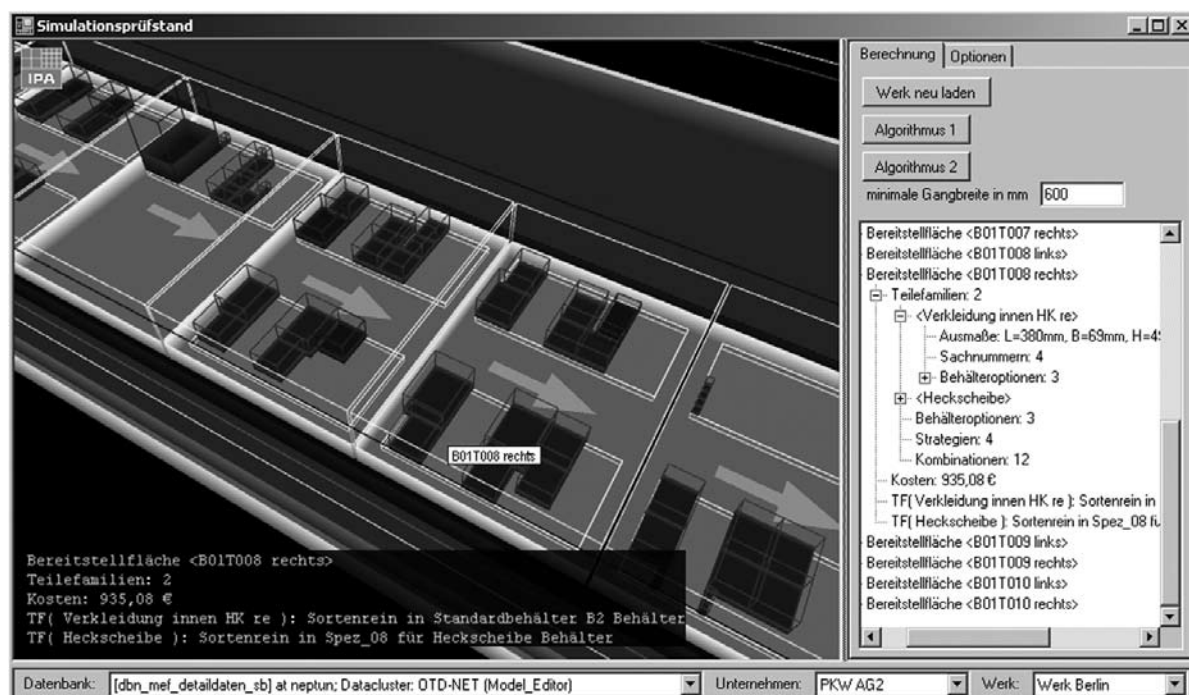 Simulationsprüfstand
IPA
B01T008 rechts
Bereitstellfläche <B01T008 rechts>
Teilefamilien: 2
Kosten: 935,08 €
TF( Verkleidung innen HK re ): Sortenrein in Standardbehälter B2 Behälter
TF( Heckscheibe ): Sortenrein in Spez_08 für Heckscheibe Behälter
Berechnung
Optionen
Werk neu laden
Algorithmus 1
Algorithmus 2
minimale Gangbreite in mm 600
Bereitstellfläche <B01T007 rechts>
Bereitstellfläche <B01T008 links>
Bereitstellfläche <B01T008 rechts>
Teilefamilien: 2
<Verkleidung innen HK re>
Ausmaße: L=380mm, B=69mm, H=4
Sachnummern: 4
Behälteroptionen: 3
<Heckscheibe>
Behälteroptionen: 3
Strategien: 4
Kombinationen: 12
Kosten: 935,08 €
TF( Verkleidung innen HK re ): Sortenrein in
TF( Heckscheibe ): Sortenrein in Spez_08 fü
Bereitstellfläche <B01T009 links>
Bereitstellfläche <B01T009 rechts>
Bereitstellfläche <B01T010 links>
Bereitstellfläche <B01T010 rechts>
Datenbank: [dbn_mef_detaildaten_sb] at neptun; Datacluster: OTD-NET (Model_Editor) Unternehmen: PKW AG2 Werk: Werk Berlin